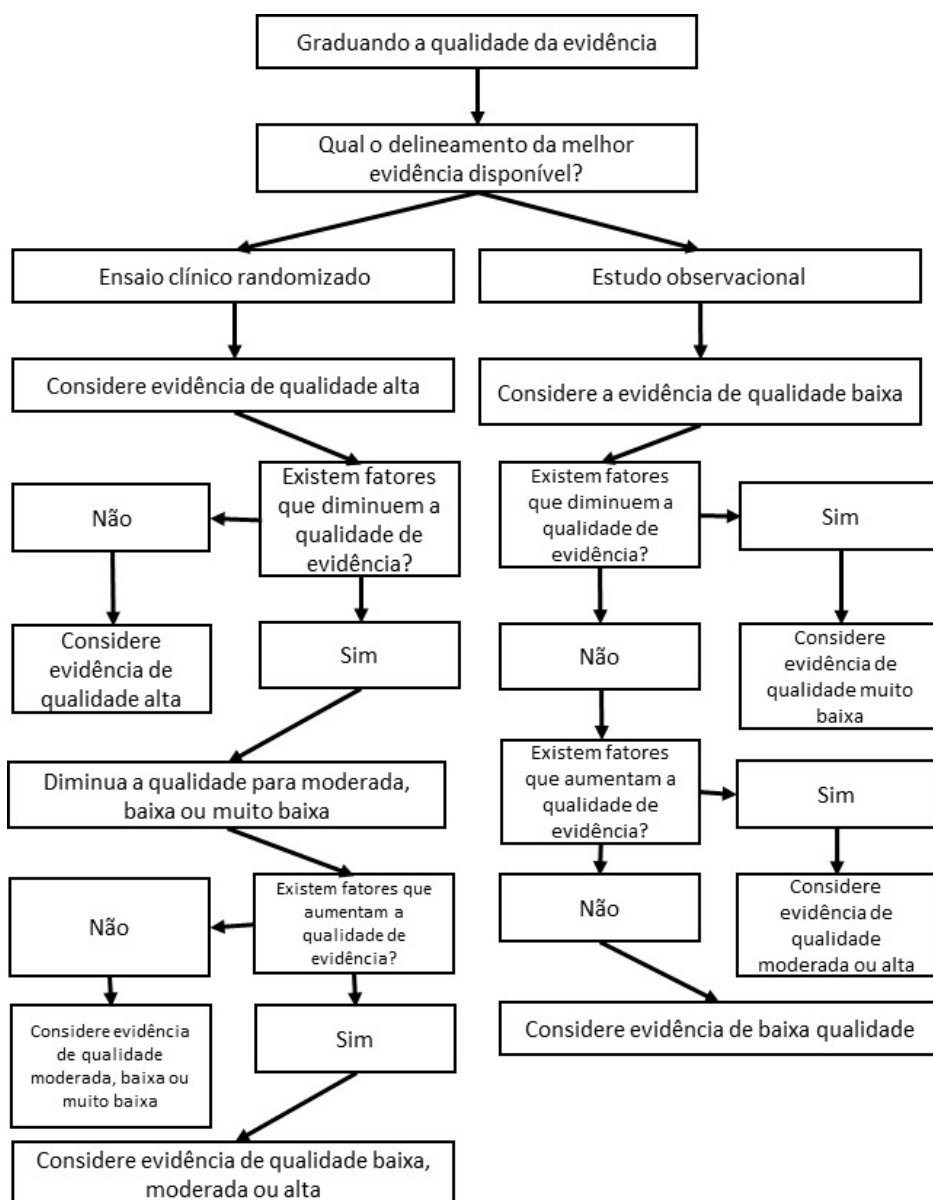 Graduando a qualidade da evidência
Qual o delineamento da melhor
evidência disponível?
Ensaio clínico randomizado
Estudo observacional
Considere evidência de qualidade alta
Considere a evidência de qualidade baixa
Não
Existem fatores
que diminuem a
qualidade de
evidência?
Existem fatores
que diminuem a
qualidade de
evidência?
Sim
Considere
evidência de
qualidade alta
Sim
Não
Considere
evidência de
qualidade muito
baixa
Diminua a qualidade para moderada,
baixa ou muito baixa
Existem fatores
que aumentam a
qualidade de
evidência?
Sim
Não
Existem fatores que
aumentam a
qualidade de
evidência?
Não
Considere
evidência de
qualidade
moderada ou alta
Considere evidência
de qualidade
moderada, baixa ou
muito baixa
Sim
Considere evidência de baixa qualidade
Considere evidência de qualidade baixa,
moderada ou alta